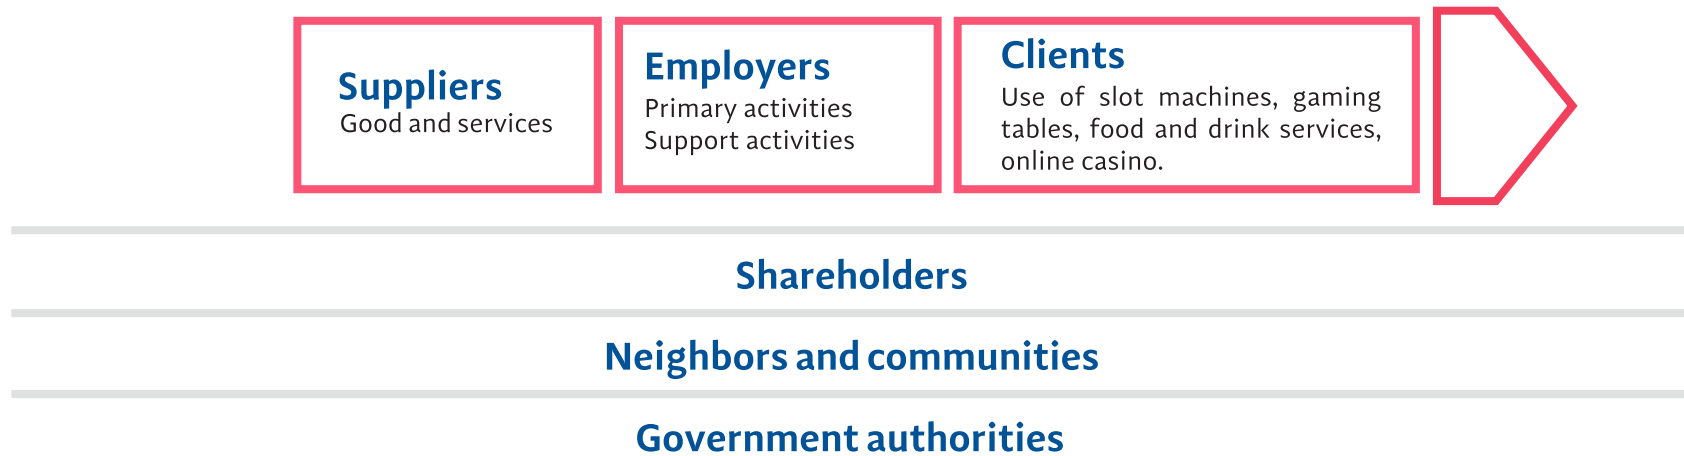 Suppliers
Good and services
Employers
Primary activities
Support activities
Clients
Use of slot machines, gaming
tables, food and drink services,
online casino.
Shareholders
Neighbors and communities
Government authorities